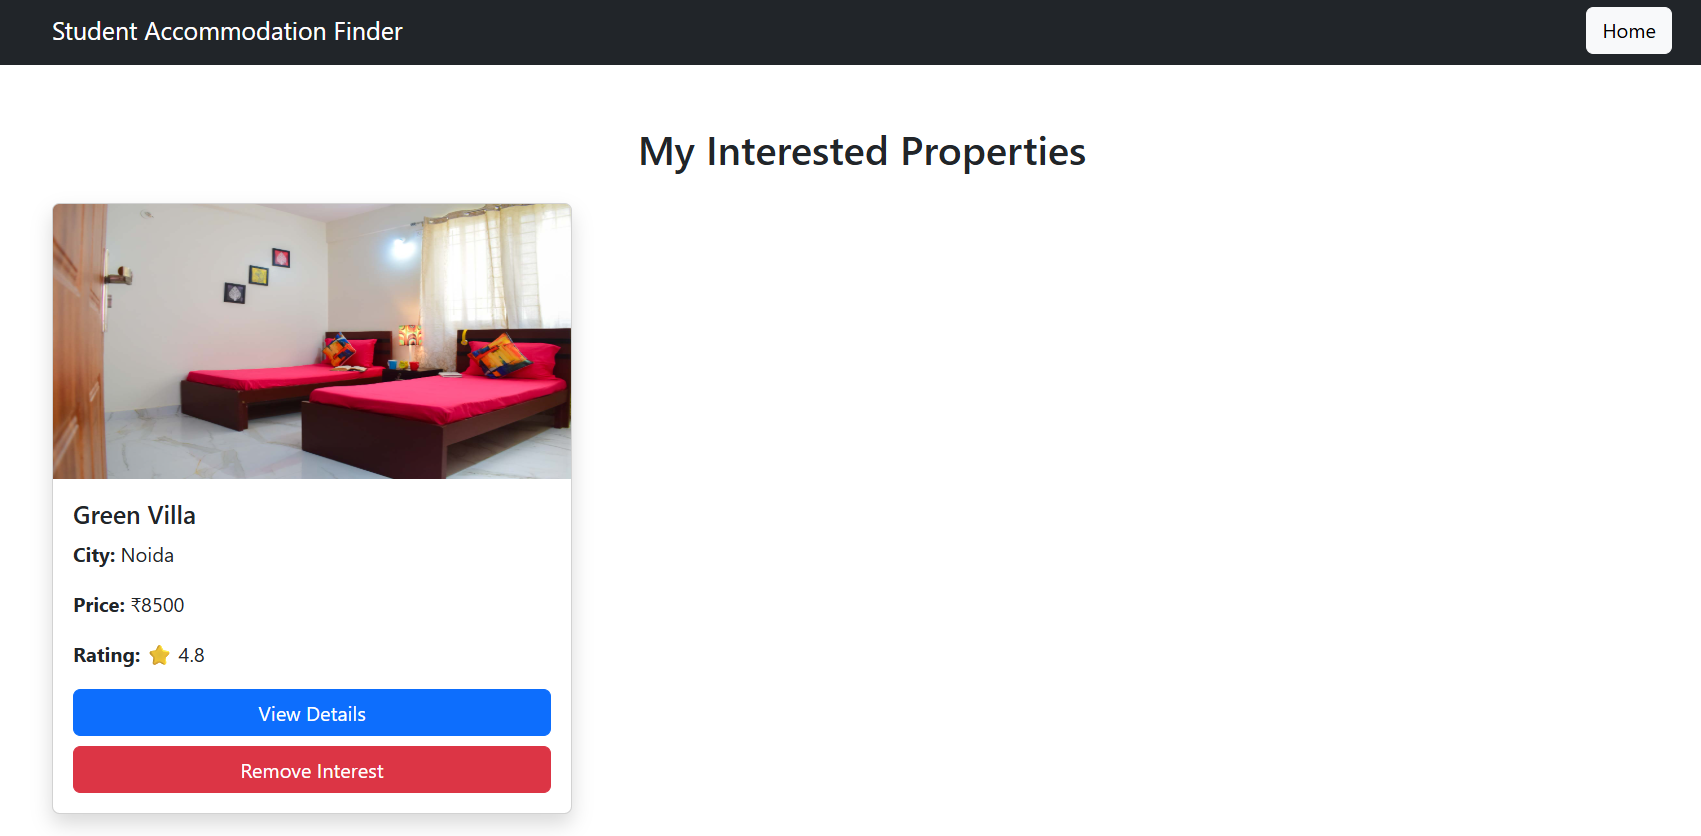 Student Accommodation Finder
Home
My Interested Properties
Green Villa
City: Noida
Price: ₹8500
Rating: ⭐ 4.8
View Details
Remove Interest